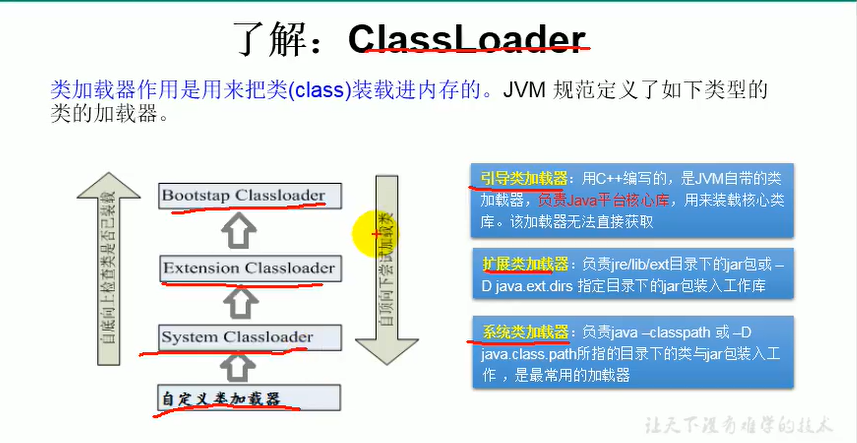 了解：ClassLoader
类加载器作用是用来把类(class)装载进内存的。JVM 规范定义了如下类型的
类的加载器。
自底向上检查类是否已装载
Bootstap Classloader
Extension Classloader
System Classloader
自定义类加载器
自顶向下尝试加载类
引导类加载器：用C++编写的，是JVM自带的类
加载器，负责Java平台核心库，用来装载核心类
库。该加载器无法直接获取
扩展类加载器：负责jre/lib/ext目录下的jar包或 –
D java.ext.dirs 指定目录下的jar包装入工作库
系统类加载器：负责java –classpath 或 –D
java.class.path所指的目录下的类与jar包装入工
作 ，是最常用的加载器
让天下没有难学的技术